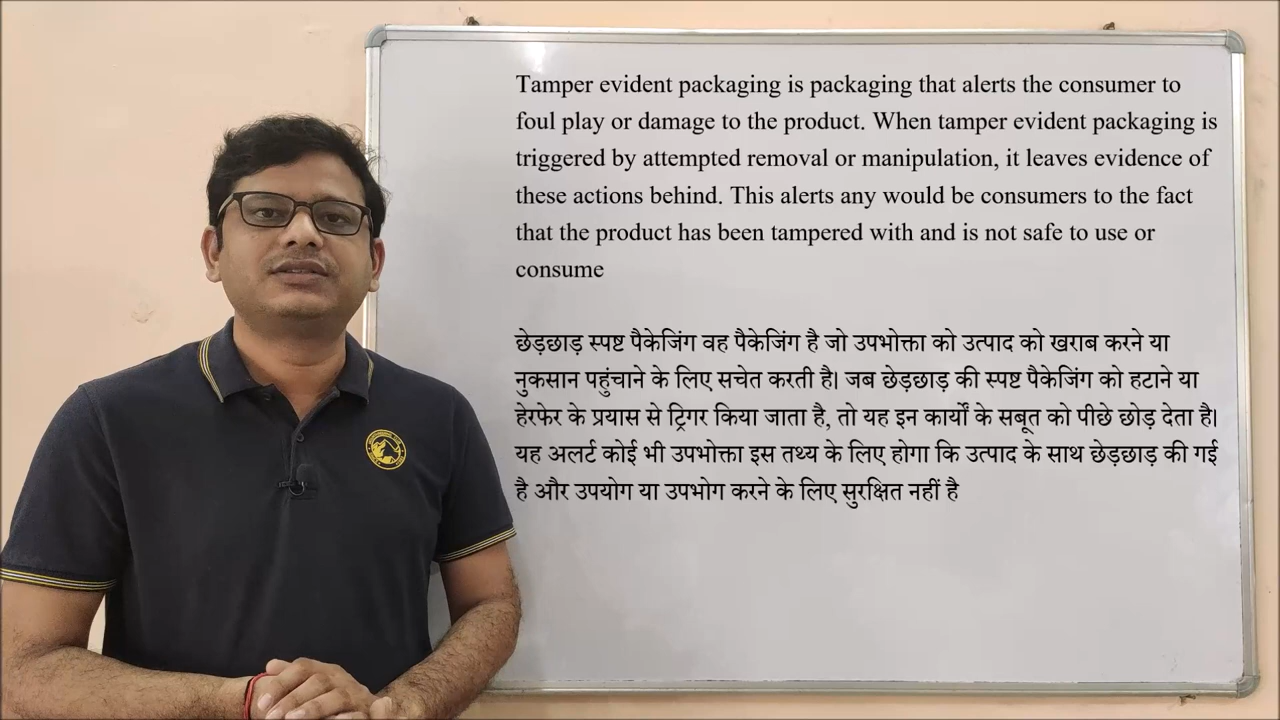 Tamper evident packaging is packaging that alerts the consumer to
foul play or damage to the product. When tamper evident packaging is
triggered by attempted removal or manipulation, it leaves evidence of
these actions behind. This alerts any would be consumers to the fact
that the product has been tampered with and is not safe to use or
consume
छेड़छाड़ स्पष्ट पैकेजिंग वह पैकेजिंग है जो उपभोक्ता को उत्पाद को खराब करने या
नुकसान पहुंचाने के लिए सचेत करती है। जब छेड़छाड़ की स्पष्ट पैकेजिंग को हटाने या
हेरफेर के प्रयास से ट्रिगर किया जाता है, तो यह इन कार्यों के सबूत को पीछे छोड़ देता है।
यह अलर्ट कोई भी उपभोक्ता इस तथ्य के लिए होगा कि उत्पाद के साथ छेड़छाड़ की गई
है और उपयोग या उपभोग करने के लिए सुरक्षित नहीं है